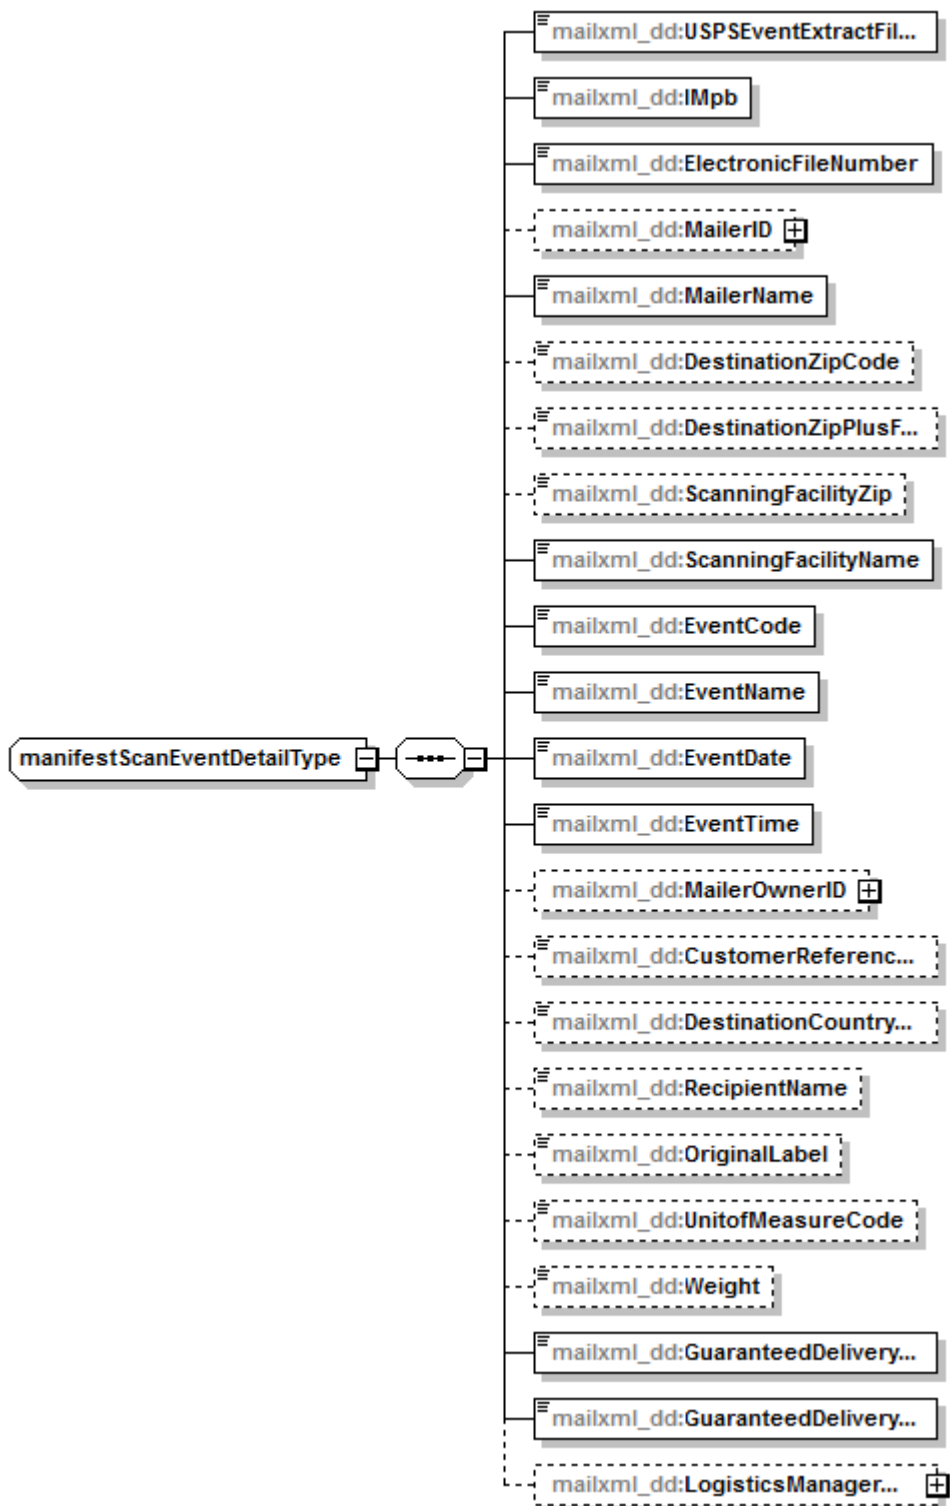 mailxml_dd:USPSEventExtractFil...
mailxml_dd:IMpb
mailxml_dd:ElectronicFileNumber
mailxml_dd:MailerID
mailxml_dd:MailerName
mailxml_dd:DestinationZipCode
mailxml_dd:DestinationZipPlusF...
mailxml_dd:ScanningFacilityZip
mailxml_dd:ScanningFacilityName
mailxml_dd:EventCode
mailxml_dd:EventName
manifestScanEventDetailType
mailxml_dd:EventDate
mailxml_dd:EventTime
mailxml_dd:MailerOwnerID
mailxml_dd:CustomerReferenc...
mailxml_dd:DestinationCountry...
mailxml_dd:RecipientName
mailxml_dd:OriginalLabel
mailxml_dd:UnitofMeasureCode
mailxml_dd:Weight
mailxml_dd:GuaranteedDelivery...
mailxml_dd:GuaranteedDelivery...
mailxml_dd:LogisticsManager...